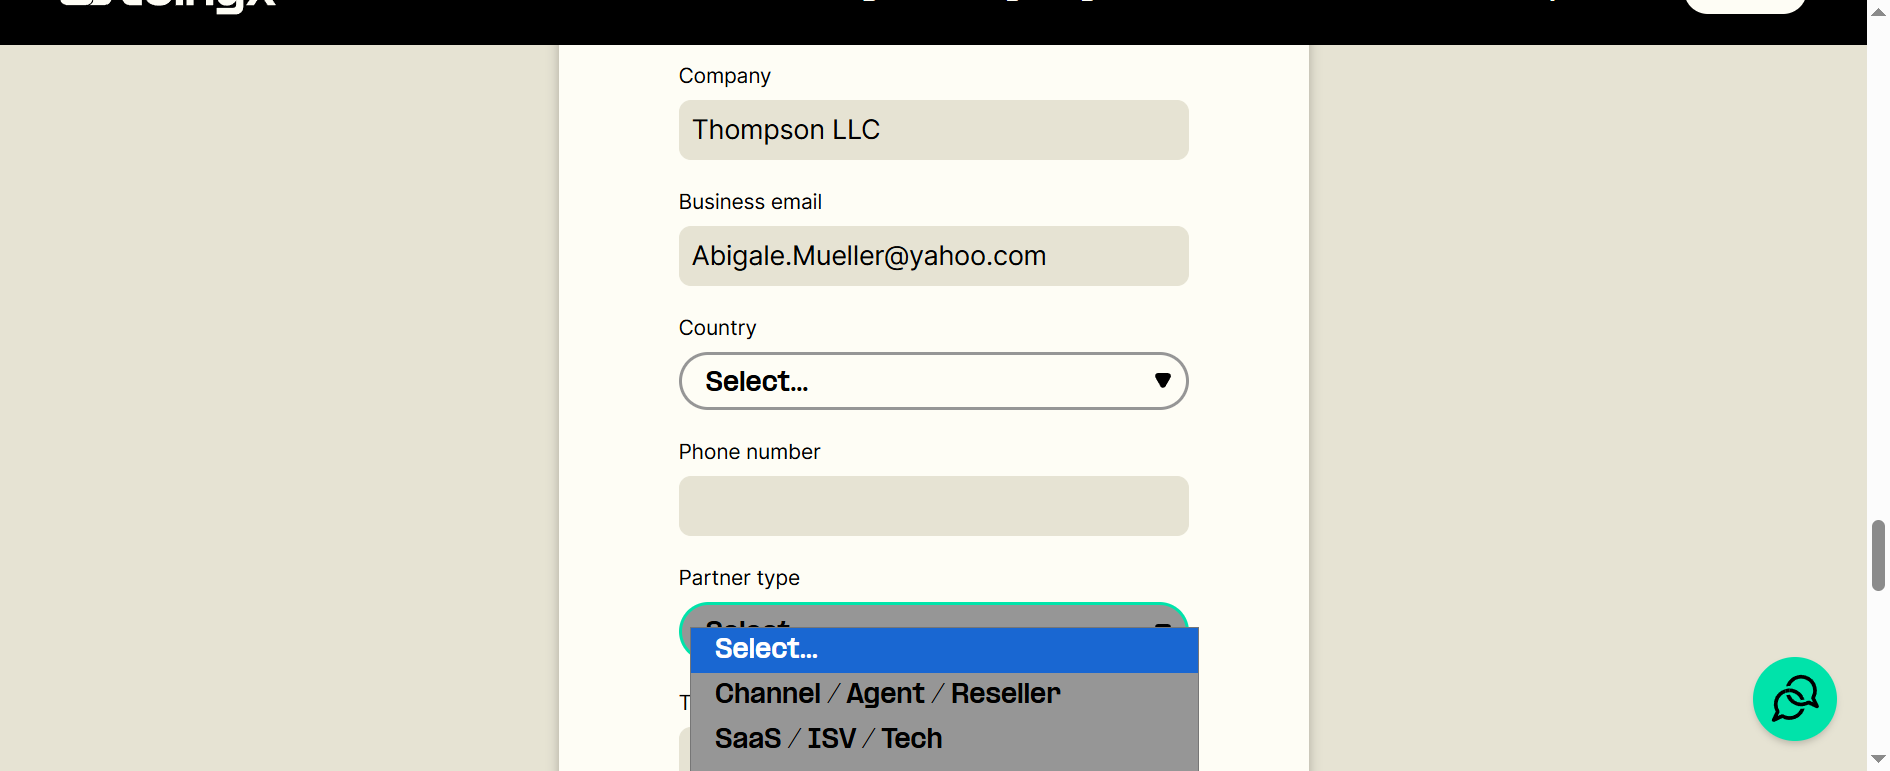 Company
Thompson LLC
Business email
Abigale.Mueller@yahoo.com
Country
Select...
Phone number
Partner type
Select...
Select...
Channel / Agent / Reseller
SaaS / ISV / Tech